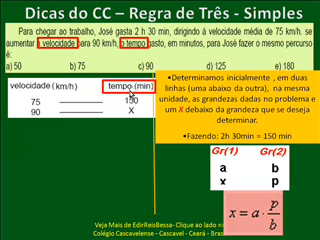 Dicas do CC – Regra de Três - Simples
Para chegar ao trabalho, José gasta 2 h 30 min, dirigindo à velocidade média de 75 km/h. se
aumentar a velocidade para 90 km/h, o tempo gasto, em minutos, para José fazer o mesmo percurso
é:
a) 50 b) 75 c) 90 d) 125 e) 180
velocidade (km/h) tempo (min)
75 150
90 X
•Determinamos inicialmente , em duas
linhas (uma abaixo da outra), na mesma
unidade, as grandezas dadas no problema e
um X debaixo da grandeza que se deseja
determinar.
•Fazendo: 2h 30min = 150 min
Gr(1) Gr(2)
a b
x p
x = a · p/b
Veja Mais de EdirReisBessa- Clique ao lado =>
Colégio Cascavelense - Cascavel - Ceará - Bras